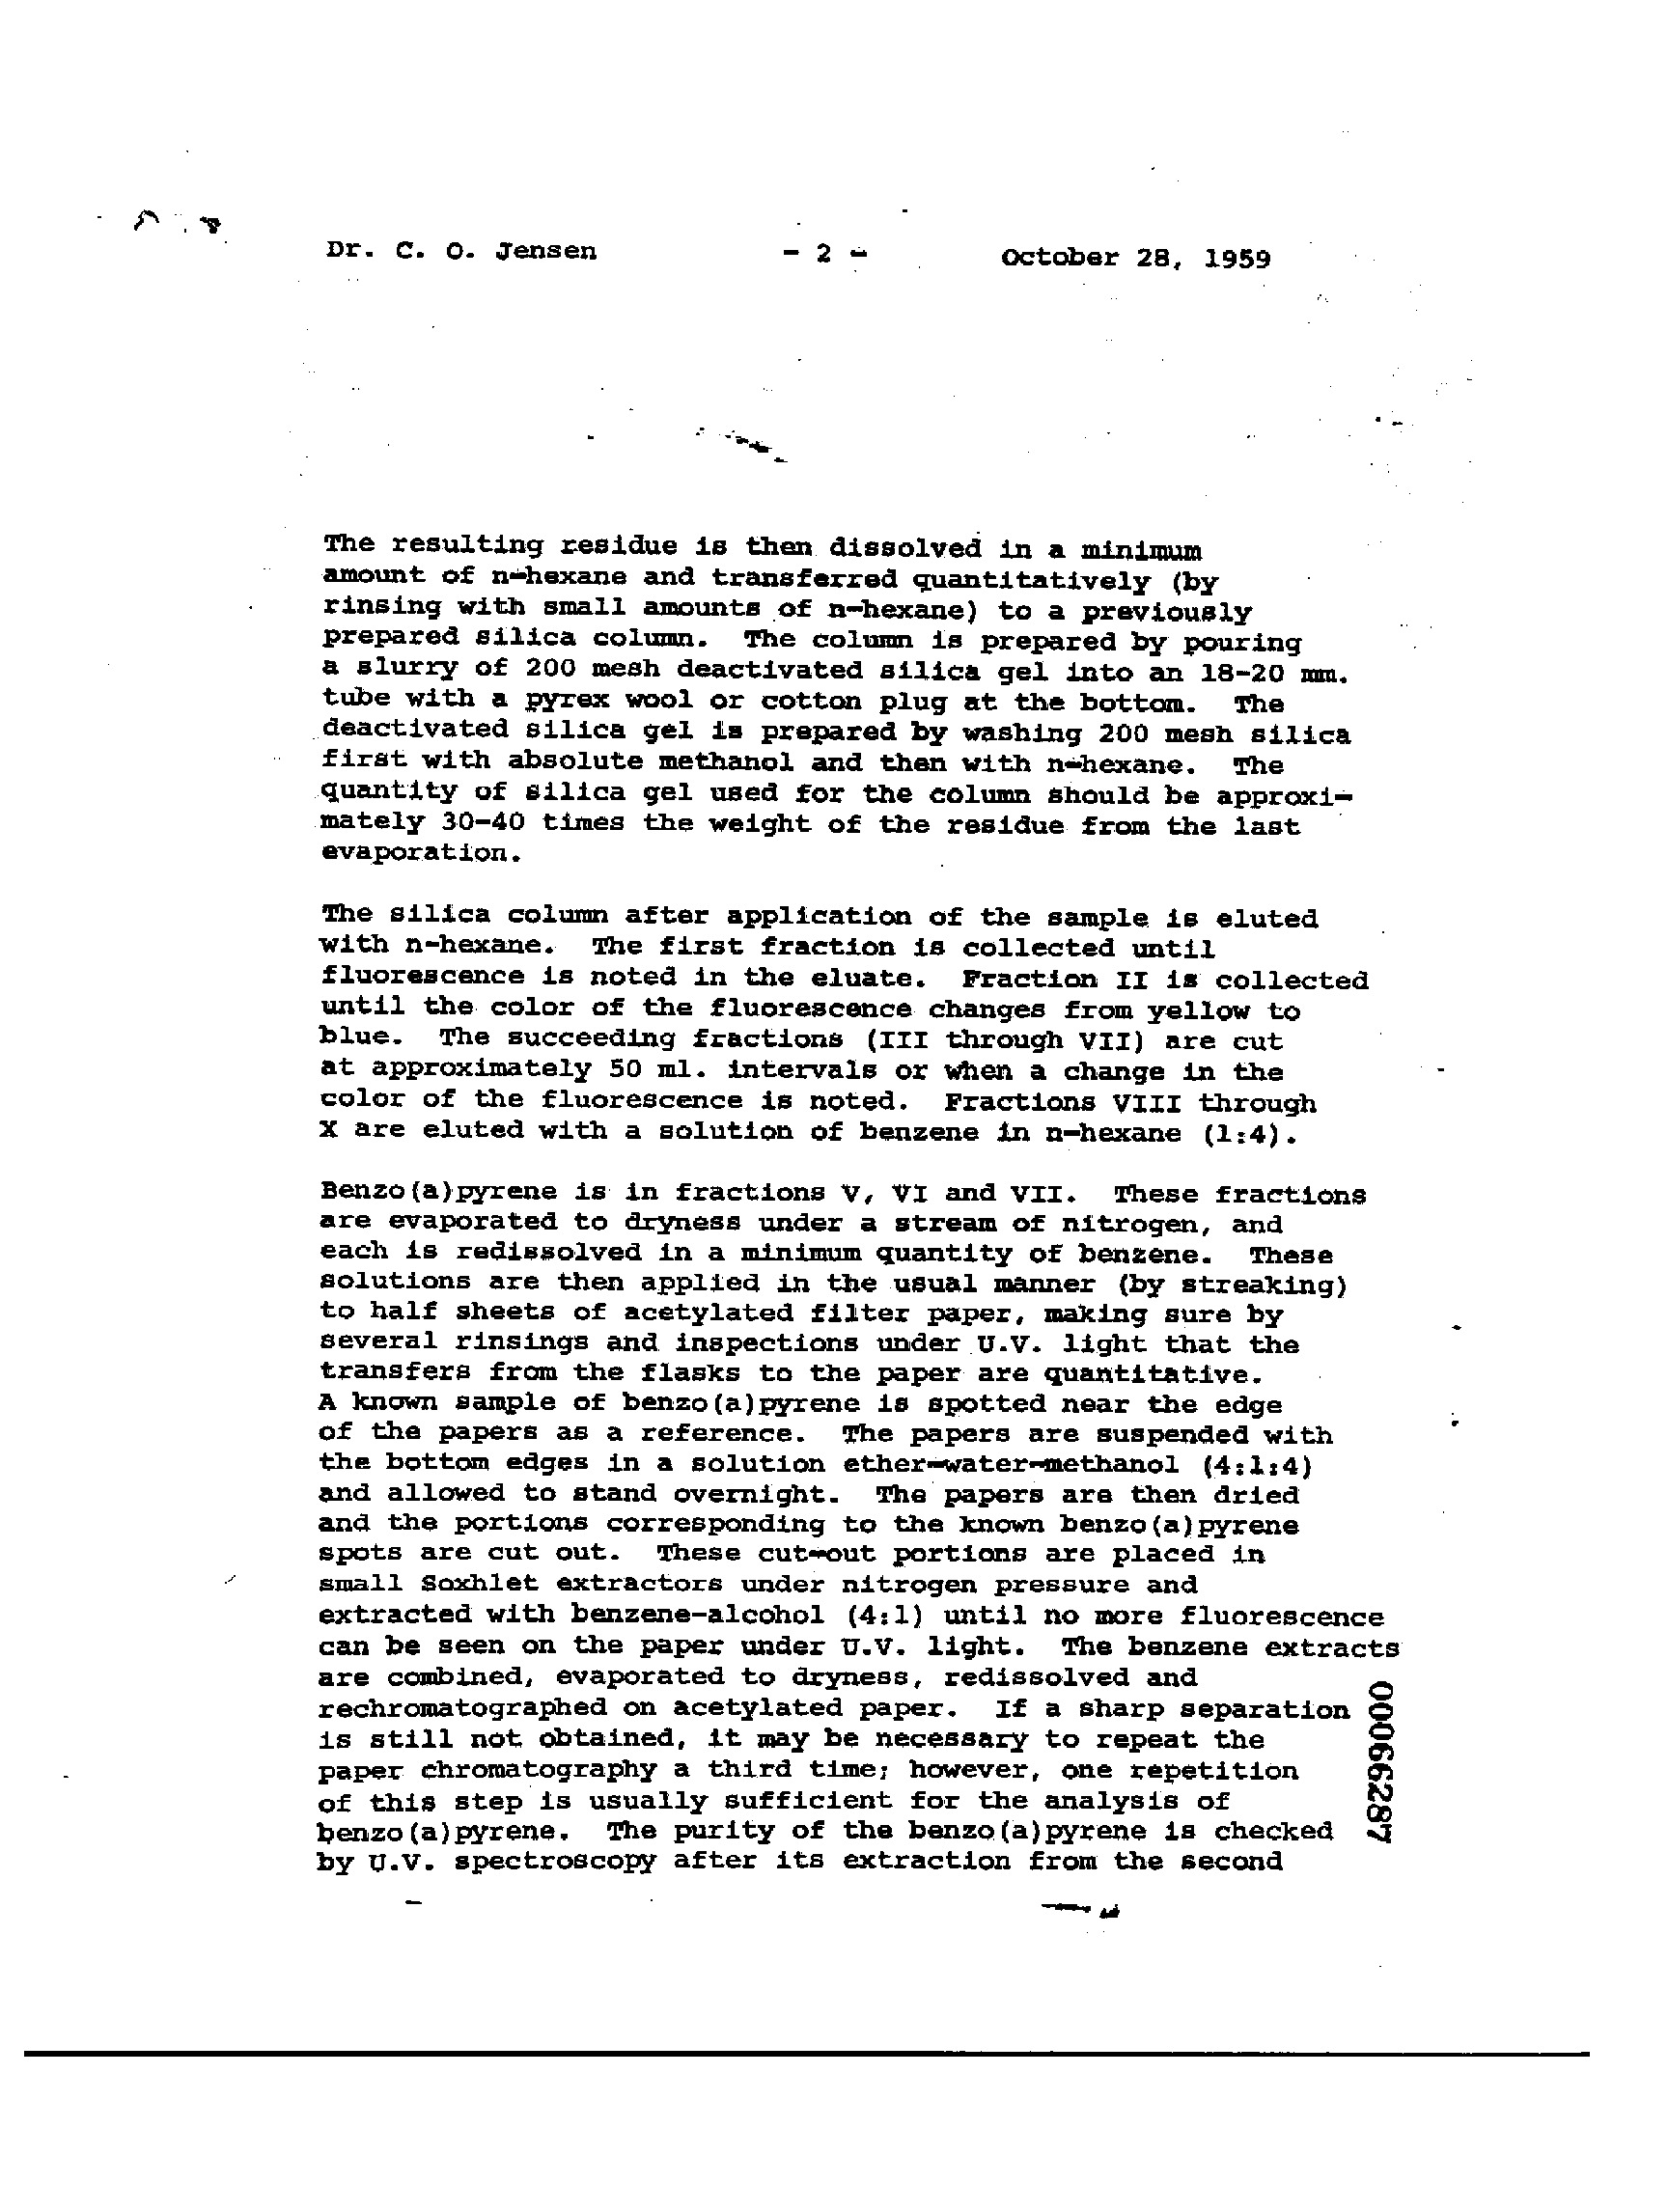 Dr. C. O. Jensen - 2 - October 28, 1959
The resulting residue is then dissolved in a minimum
amount of n-hexane and transferred quantitatively (by
rinsing with small amounts of n-hexane) to a previously
prepared silica column. The column is prepared by pouring
a slurry of 200 mesh deactivated silica gel into an 18-20 mm.
tube with a pyrex wool or cotton plug at the bottom. The
deactivated silica gel is prepared by washing 200 mesh silica
first with absolute methanol and then with n-hexane. The
quantity of silica gel used for the column should be approxi-
mately 30-40 times the weight of the residue from the last
evaporation.
The silica column after application of the sample is eluted
with n-hexane. The first fraction is collected until
fluorescence is noted in the eluate. Fraction II is collected
until the color of the fluorescence changes from yellow to
blue. The succeeding fractions (III through VII) are cut
at approximately 50 ml. intervals or when a change in the
color of the fluorescence is noted. Fractions VIII through
X are eluted with a solution of benzene in n-hexane (1:4).
Benzo(a)pyrene is in fractions V, VI and VII. These fractions
are evaporated to dryness under a stream of nitrogen, and
each is redissolved in a minimum quantity of benzene. These
solutions are then applied in the usual manner (by streaking)
to half sheets of acetylated filter paper, making sure by
several rinsings and inspections under U.V. light that the
transfers from the flasks to the paper are quantitative.
A known sample of benzo(a)pyrene is spotted near the edge
of the papers as a reference. The papers are suspended with
the bottom edges in a solution ether-water-methanol (4:1:4)
and allowed to stand overnight. The papers are then dried
and the portions corresponding to the known benzo(a)pyrene
spots are cut out. These cut-out portions are placed in
small Soxhlet extractors under nitrogen pressure and
extracted with benzene-alcohol (4:1) until no more fluorescence
can be seen on the paper under U.V. light. The benzene extracts
are combined, evaporated to dryness, redissolved and
rechromatographed on acetylated paper. If a sharp separation
is still not obtained, it may be necessary to repeat the
paper chromatography a third time; however, one repetition
of this step is usually sufficient for the analysis of
benzo(a)pyrene. The purity of the benzo(a)pyrene is checked
by U.V. spectroscopy after its extraction from the second
00066287